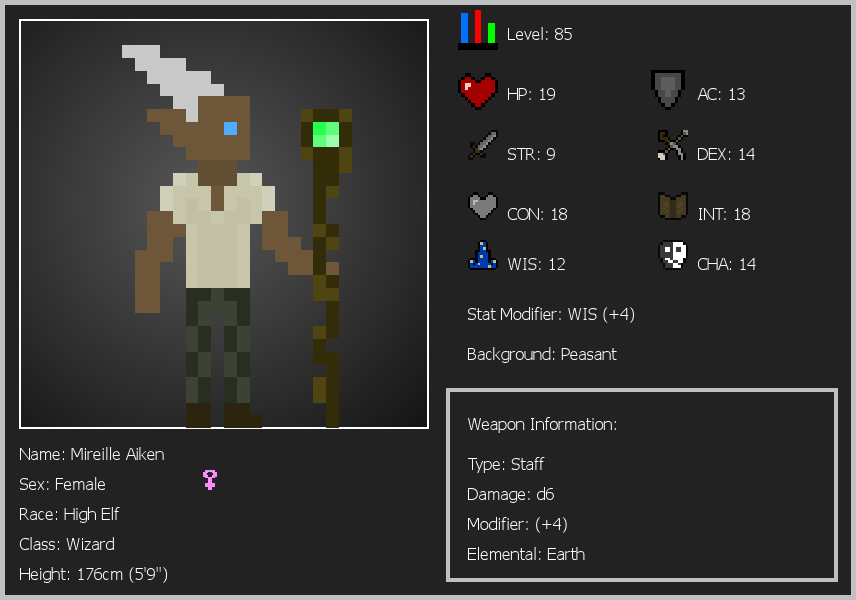 Level: 85
HP: 19
AC: 13
STR: 9
DEX: 14
CON: 18
INT: 18
WIS: 12
CHA: 14
Stat Modifier: WIS (+4)
Background: Peasant
Weapon Information:
Type: Staff
Damage: d6
Modifier: (+4)
Elemental: Earth
Name: Mireille Aiken
Sex: Female
Race: High Elf
Class: Wizard
Height: 176cm (5'9")